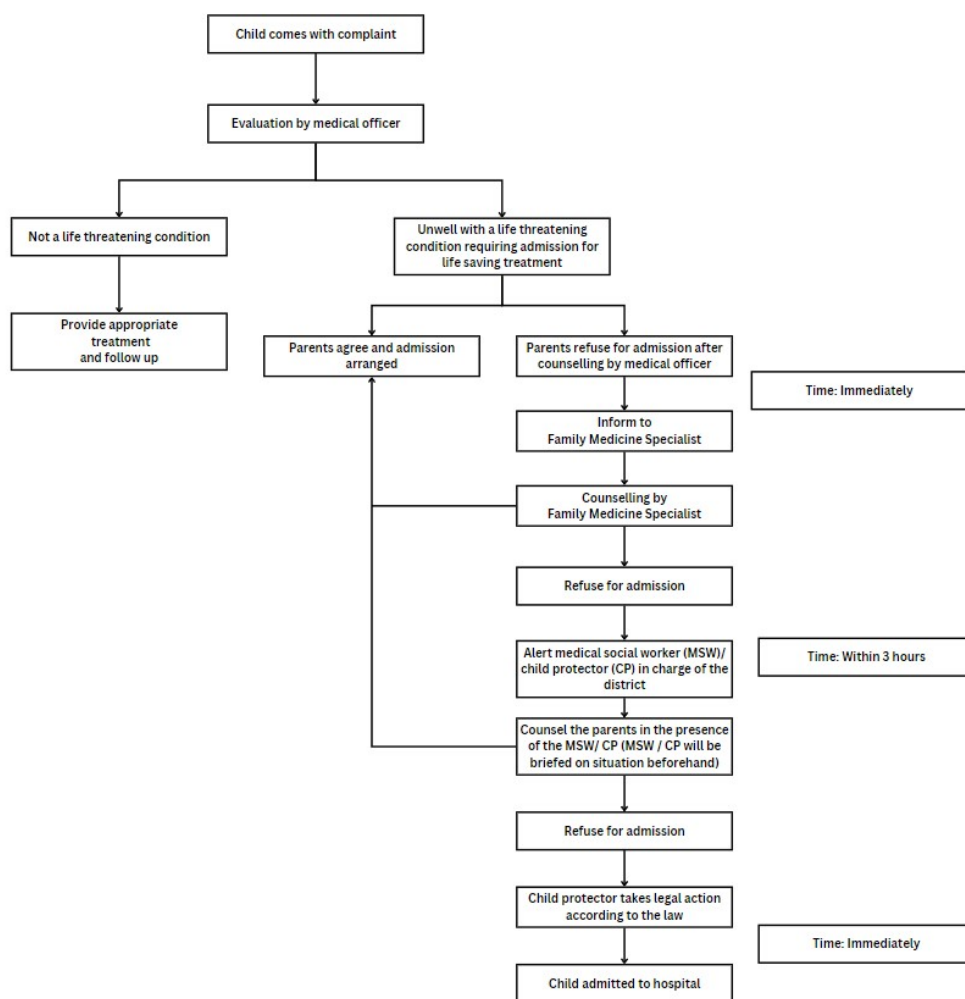 Child comes with complaint
Evaluation by medical officer
Not a life threatening condition
Unwell with a life threatening
condition requiring admission for
life saving treatment
Provide appropriate
treatment
and follow up
Parents agree and admission
arranged
Parents refuse for admission after
counselling by medical officer
Time: Immediately
Inform to
Family Medicine Specialist
Counselling by
Family Medicine Specialist
Refuse for admission
Alert medical social worker (MSW)/
child protector (CP) in charge of the
district
Time: Within 3 hours
Counsel the parents in the presence
of the MSW/ CP (MSW / CP will be
briefed on situation beforehand)
Refuse for admission
Child protector takes legal action
according to the law
Time: Immediately
Child admitted to hospital